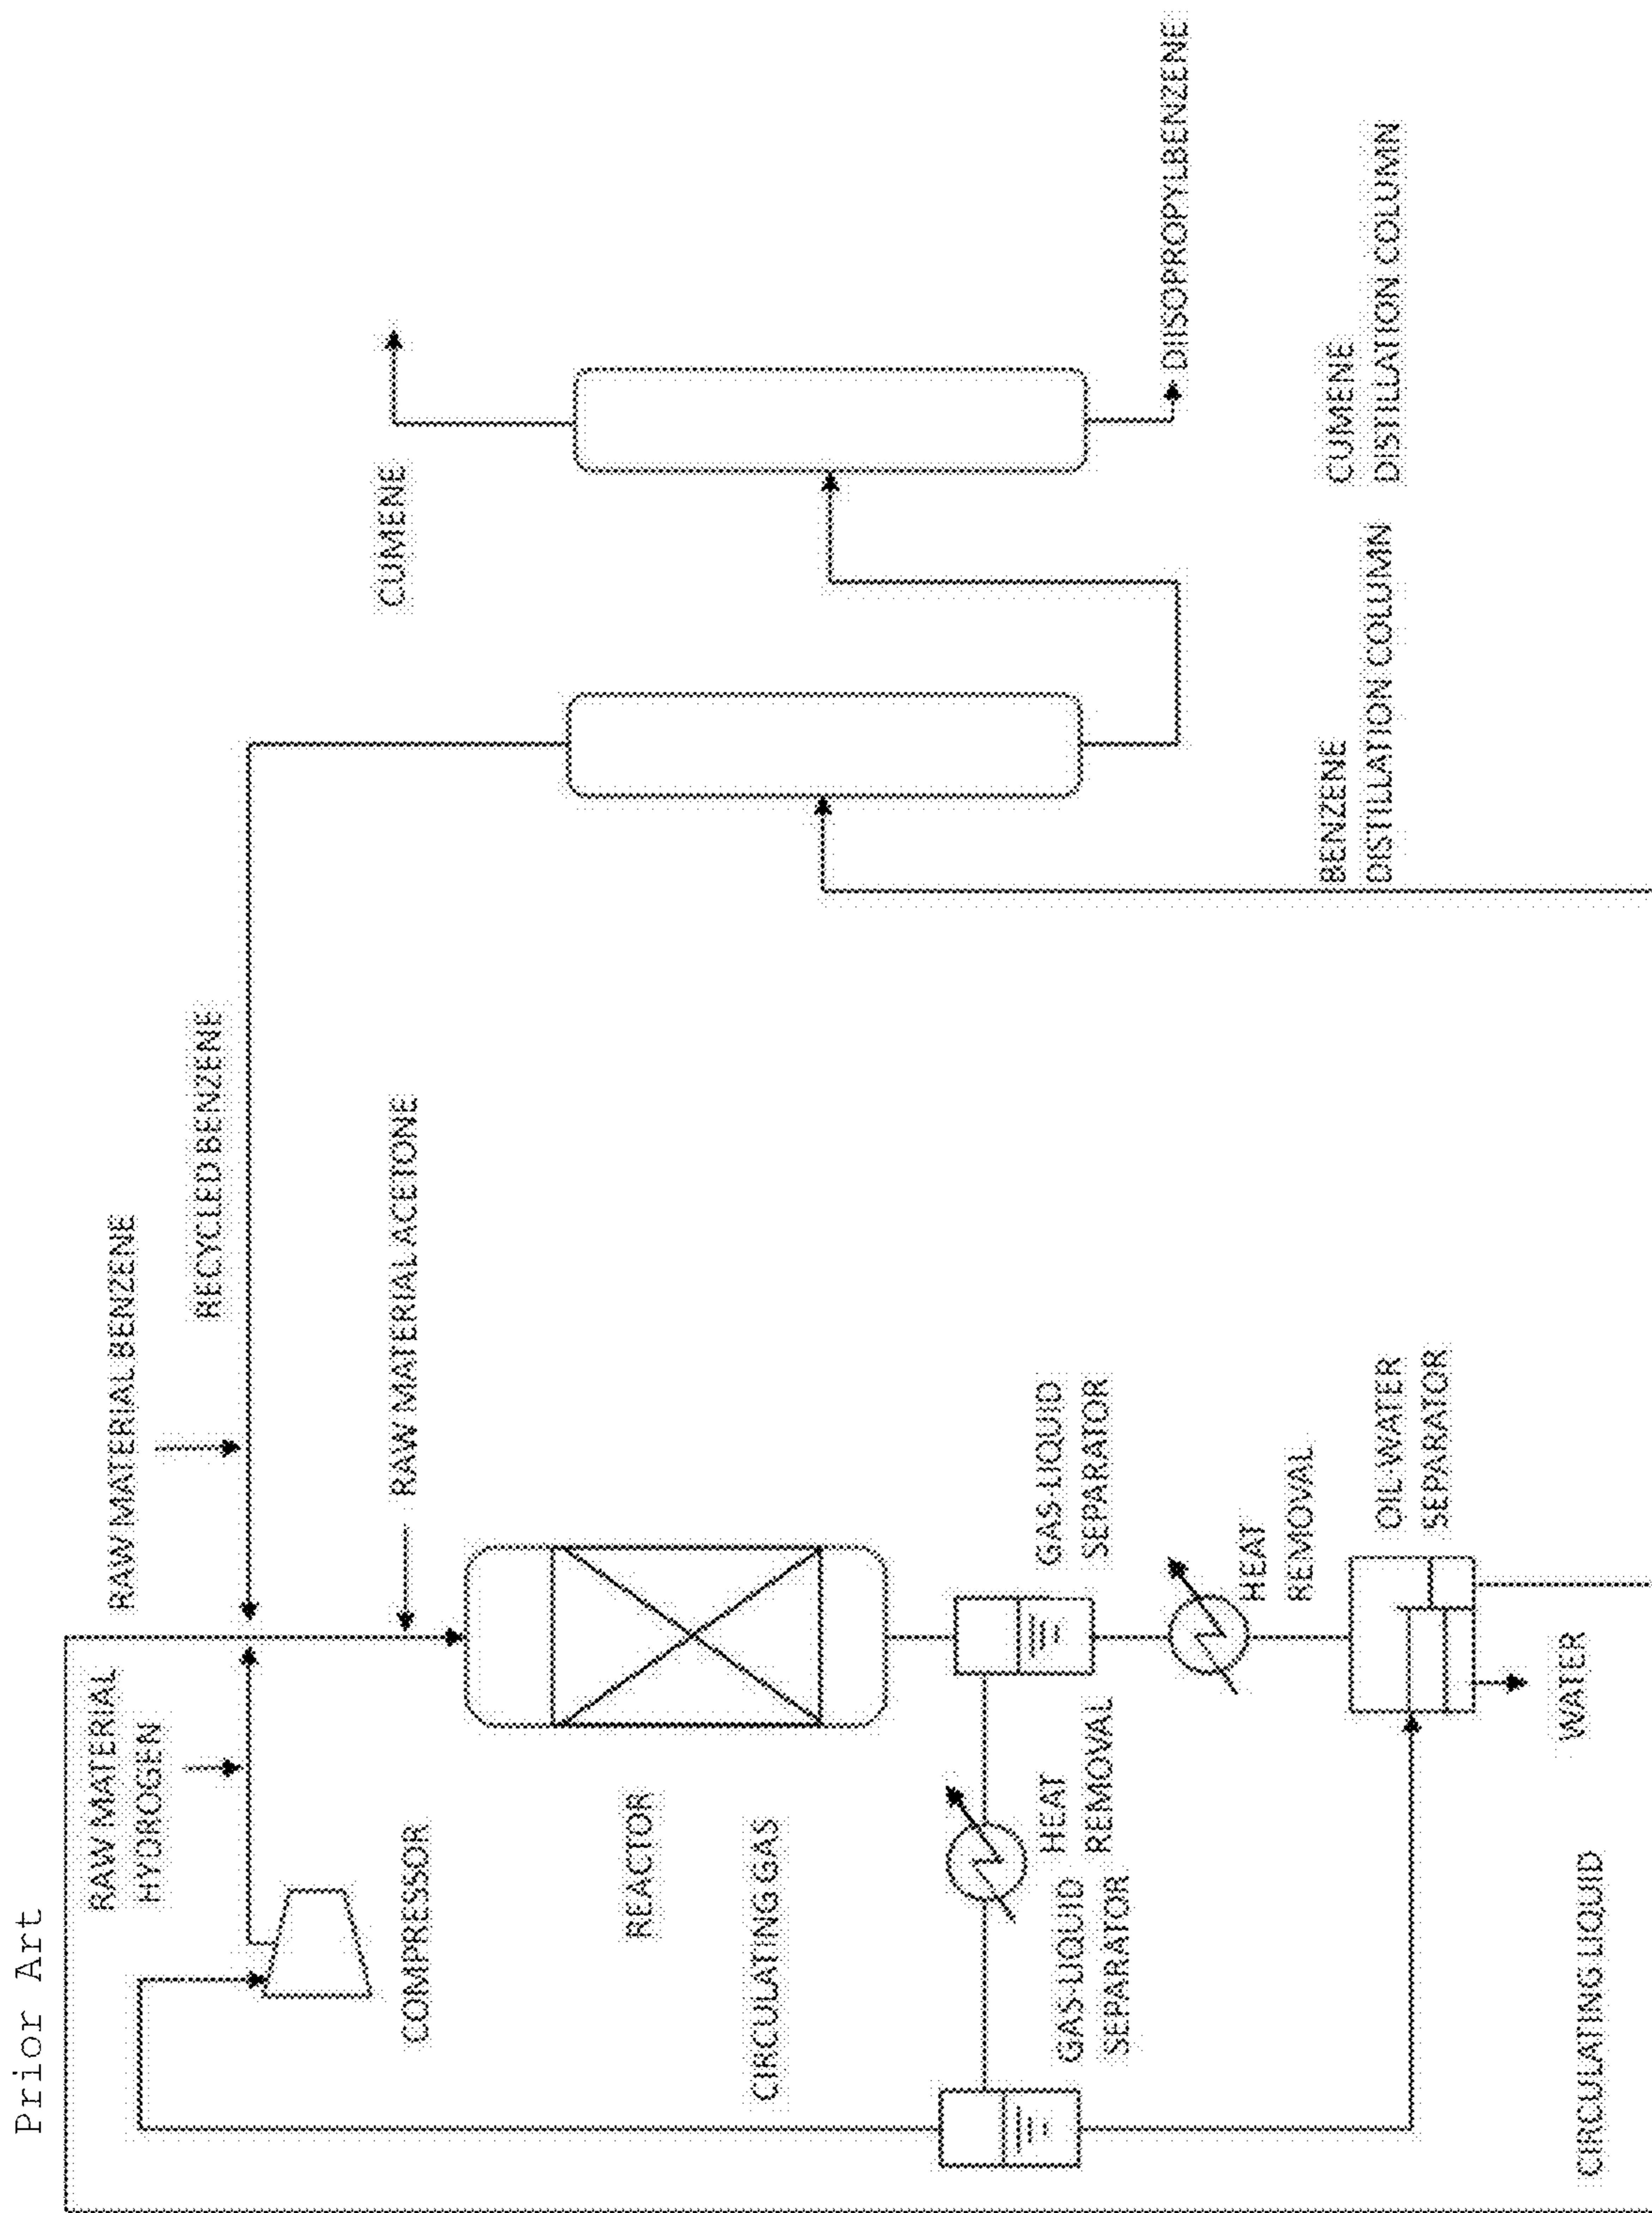 Prior Art
RAW MATERIAL
HYDROGEN
RAW MATERIAL BENZENE
RECYCLED BENZENE
COMPRESSOR
RAW MATERIAL ACETONE
CUMENE
REACTOR
CIRCULATING GAS
GAS-LIQUID
SEPARATOR
HEAT
REMOVAL
GAS-LIQUID
SEPARATOR
HEAT
REMOVAL
DIISOPROPYLBENZENE
OIL-WATER
SEPARATOR
BENZENE
DISTILLATION COLUMN
CUMENE
DISTILLATION COLUMN
WATER
CIRCULATING LIQUID